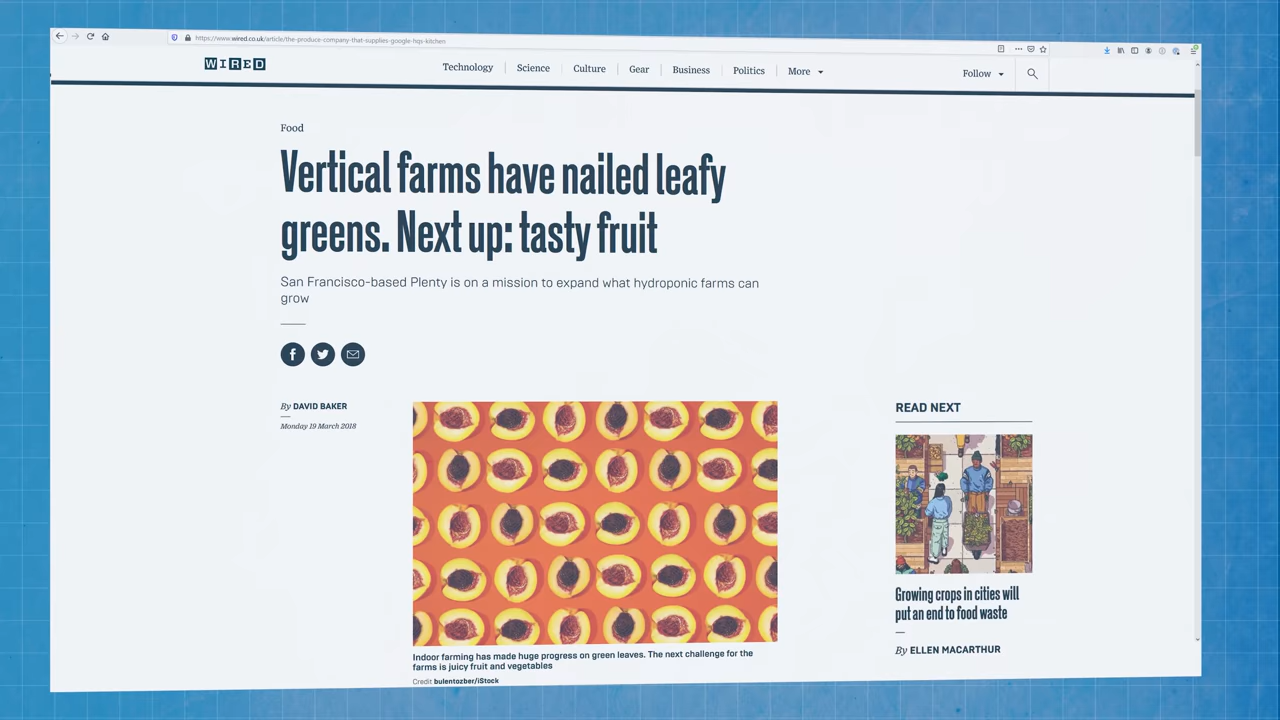 https://www.wired.co.uk/article/the-produce-company-that-supplies-google-hqs-kitchen
WIRED
Technology
Science
Culture
Gear
Business
Politics
More
Follow
Food
Vertical farms have nailed leafy
greens. Next up: tasty fruit
San Francisco-based Plenty is on a mission to expand what hydroponic farms can
grow
By DAVID BAKER
Monday 19 March 2018
Indoor farming has made huge progress on green leaves. The next challenge for the
farms is juicy fruit and vegetables
Credit bulentozber/iStock
READ NEXT
Growing crops in cities will
put an end to food waste
By ELLEN MACARTHUR